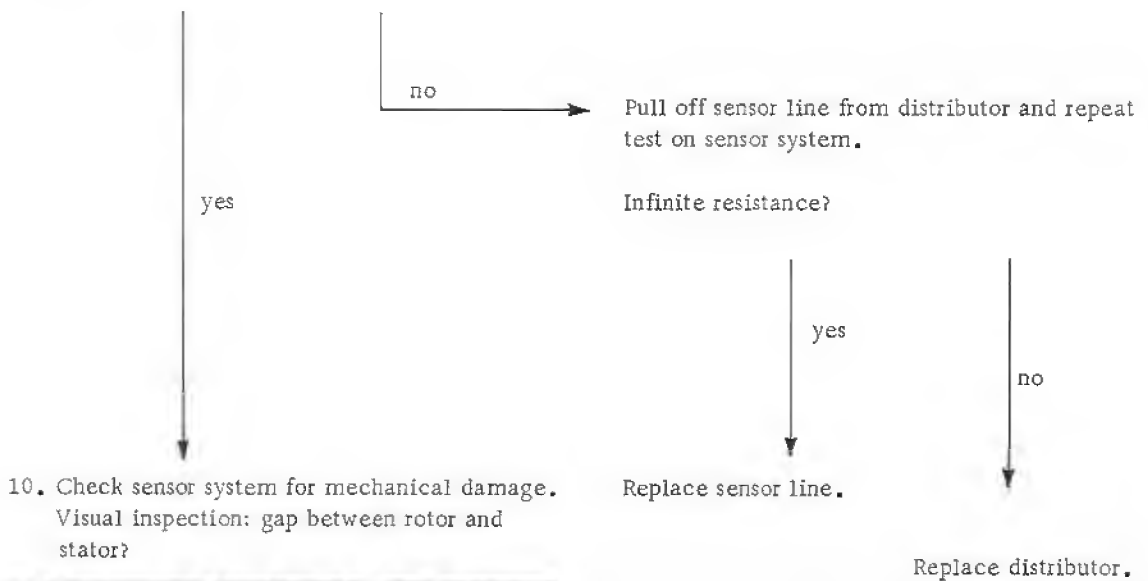 no
Pull off sensor line from distributor and repeat
test on sensor system.
yes
Infinite resistance?
yes
no
10. Check sensor system for mechanical damage.
Visual inspection: gap between rotor and
stator?
Replace sensor line.
Replace distributor.